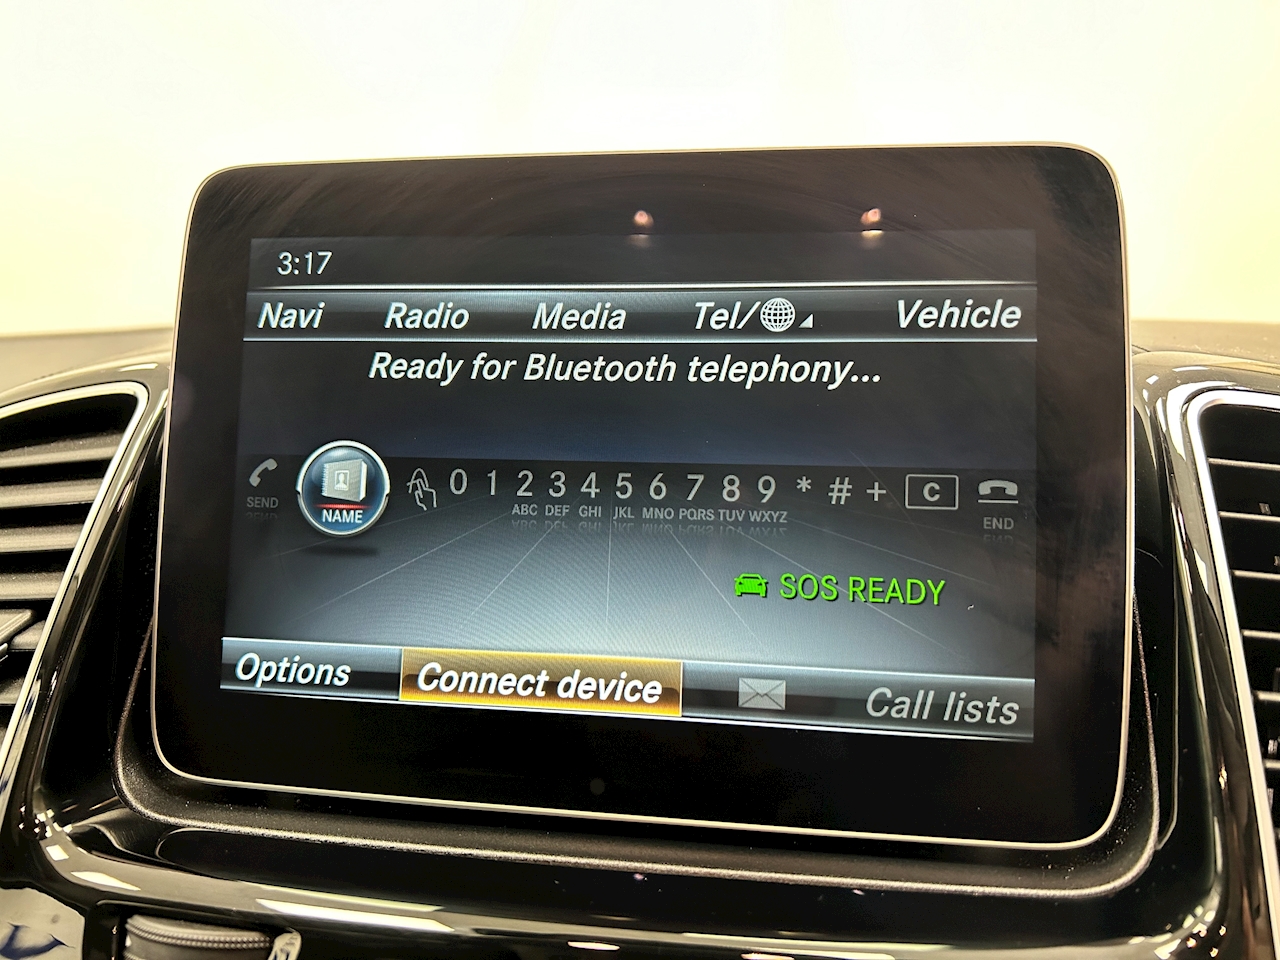 3:17
Navi Radio Media Tel/ Vehicle
Ready for Bluetooth telephony...
0 1 2 3 4 5 6 7 8 9 * # + C
SEND NAME ABC DEF GHI JKL MNO PQRS TUV WXYZ END
SOS READY
Options Connect device Call lists